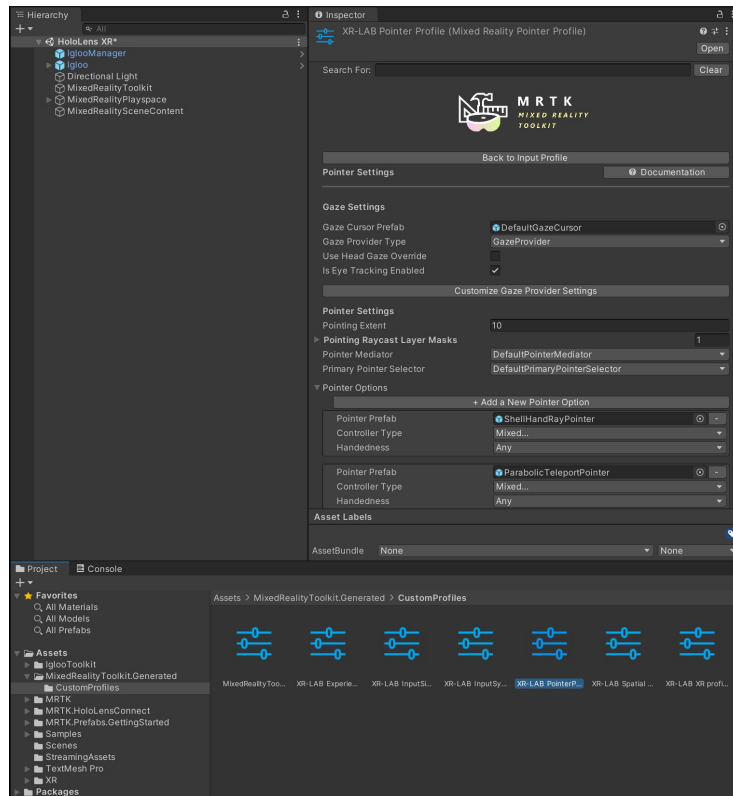 Hierarchy
All
HoloLens XR*
IglooManager
Igloo
Directional Light
MixedRealityToolkit
MixedRealityPlayspace
MixedRealitySceneContent
Inspector
XR-LAB Pointer Profile (Mixed Reality Pointer Profile)
Open
Search For:
Clear
MRTK
MIXED REALITY
TOOLKIT
Back to Input Profile
Pointer Settings
Documentation
Gaze Settings
Gaze Cursor Prefab
DefaultGazeCursor
Gaze Provider Type
GazeProvider
Use Head Gaze Override
Is Eye Tracking Enabled
Customize Gaze Provider Settings
Pointer Settings
Pointing Extent
10
Pointing Raycast Layer Masks
1
Pointer Mediator
DefaultPointerMediator
Primary Pointer Selector
DefaultPrimaryPointerSelector
Pointer Options
+ Add a New Pointer Option
Pointer Prefab
ShellHandRayPointer
-
Controller Type
Mixed...
Handedness
Any
Pointer Prefab
ParabolicTeleportPointer
-
Controller Type
Mixed...
Handedness
Any
Asset Labels
AssetBundle
None
None
Project
Console
Favorites
All Materials
All Models
All Prefabs
Assets
IglooToolkit
MixedRealityToolkit.Generated
CustomProfiles
MRTK
MRTK.HoloLensConnect
MRTK.Prefabs.GettingStarted
Samples
Scenes
StreamingAssets
TextMesh Pro
XR
Packages
Assets > MixedRealityToolkit.Generated > CustomProfiles
MixedRealityToo...
XR-LAB Experie...
XR-LAB InputSi...
XR-LAB InputSy...
XR-LAB PointerP...
XR-LAB Spatial ...
XR-LAB XR profi...